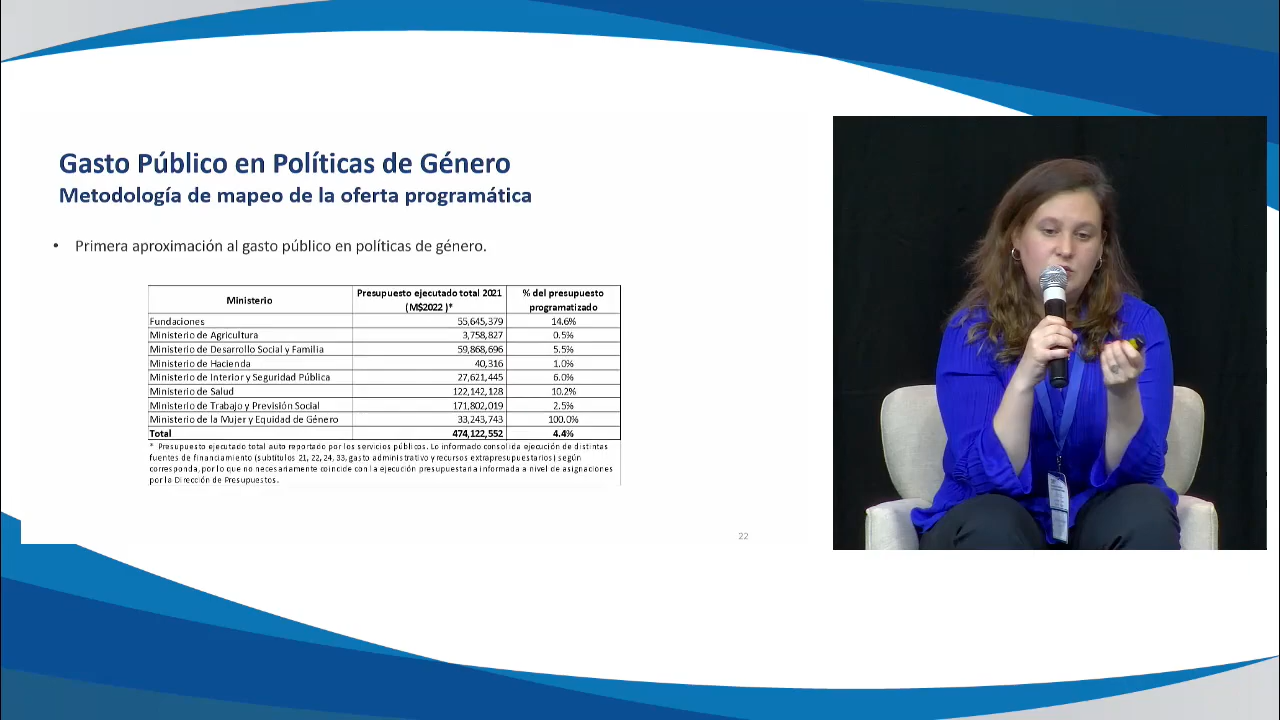 Gasto Público en Políticas de Género
Metodología de mapeo de la oferta programática
• Primera aproximación al gasto público en políticas de género.
Ministerio Presupuesto ejecutado total 2021 (M$2022 )* % del presupuesto programatizado
Fundaciones 55,645,379 14.6%
Ministerio de Agricultura 3,758,827 0.5%
Ministerio de Desarrollo Social y Familia 59,868,696 5.5%
Ministerio de Hacienda 40,316 1.0%
Ministerio de Interior y Seguridad Pública 27,621,445 6.0%
Ministerio de Salud 122,142,128 10.2%
Ministerio de Trabajo y Previsión Social 171,802,019 2.5%
Ministerio de la Mujer y Equidad de Género 33,243,743 100.0%
Total 474,122,552 4.4%
* Presupuesto ejecutado total auto reportado por los servicios públicos. Lo informado consolida ejecución de distintas
fuentes de financiamiento (subtítulos 21, 22, 24, 33, gasto administrativo y recursos extrapresupuestarios) según
corresponda, por lo que no necesariamente coincide con la ejecución presupuestaria informada a nivel de asignaciones
por la Dirección de Presupuestos.
22